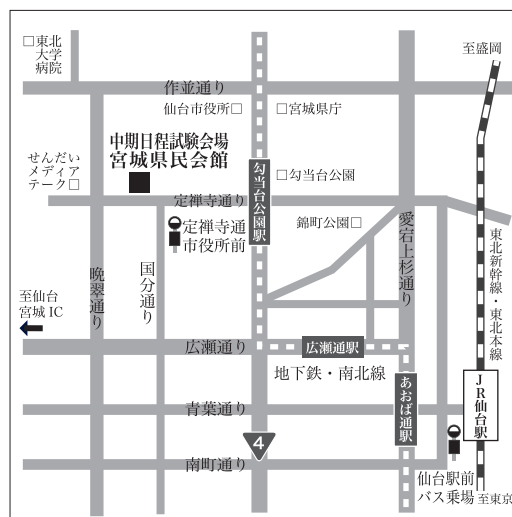 □東北
大学
病院
至盛岡
作並通り
仙台市役所□
□宮城県庁
中期日程試験会場
宮城県民会館
せんだい
メディア
テーク□
□勾当台公園
勾当台公園駅
定禅寺通り
定禅寺通
市役所前
錦町公園□
愛宕上杉通り
東北新幹線・東北本線
晩翠通り
国分通り
至仙台
宮城 IC
広瀬通り
広瀬通駅
地下鉄・南北線
あおば通駅
JR仙台駅
青葉通り
4
南町通り
仙台駅前
バス乗場
至東京